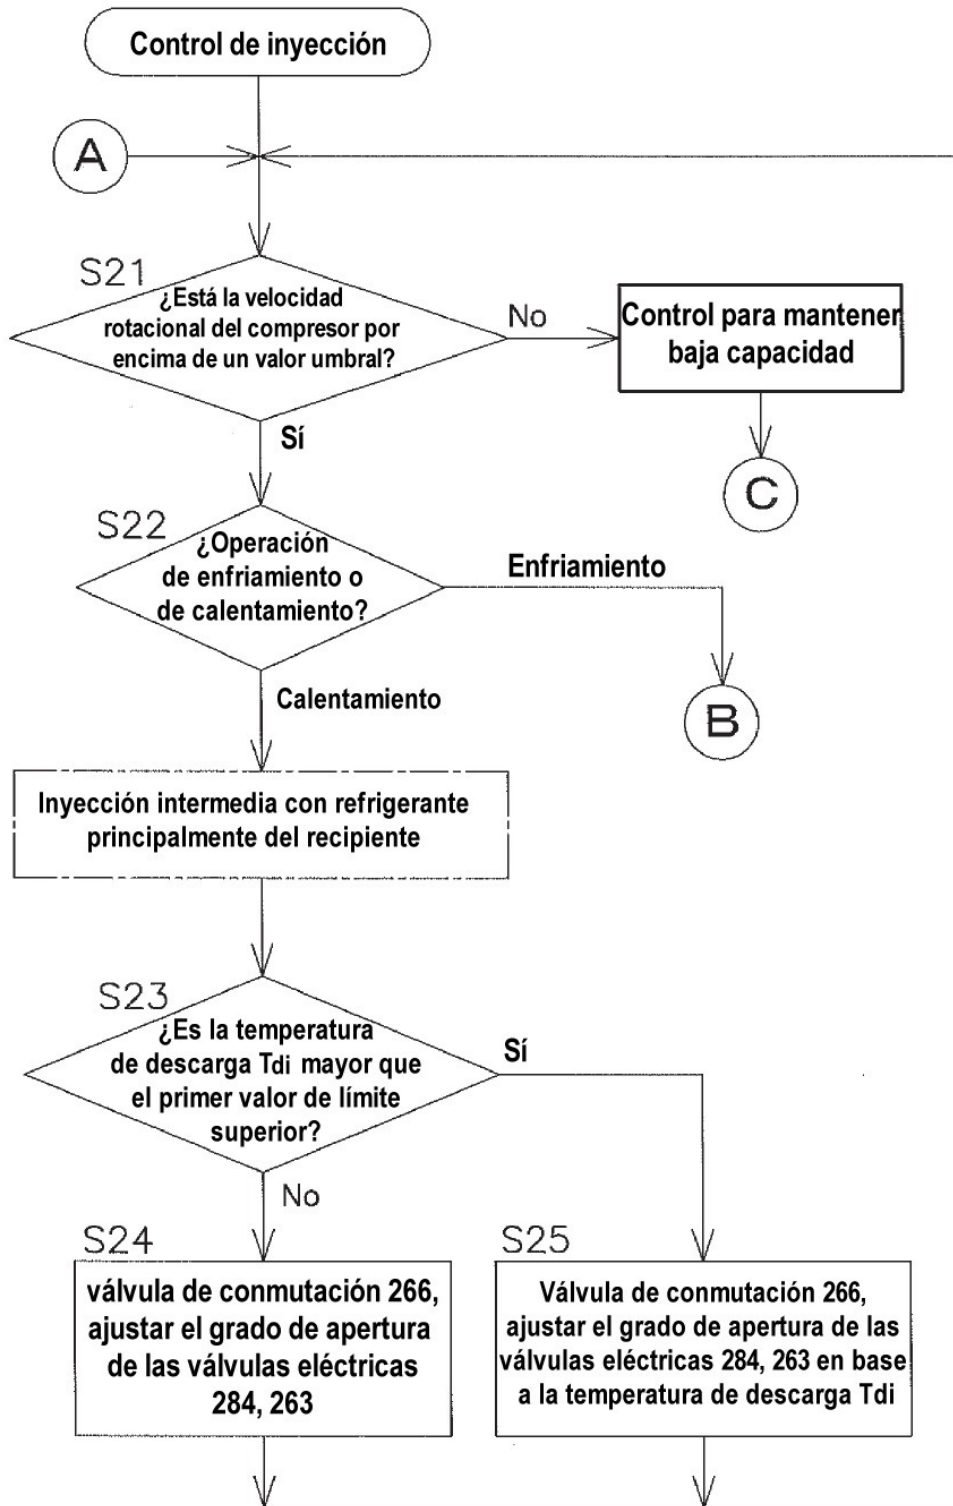 Control de inyección
A
S21
¿Está la velocidad
rotacional del compresor por
encima de un valor umbral?
No
Control para mantener
baja capacidad
Sí
C
S22
¿Operación
de enfriamiento o
de calentamiento?
Enfriamiento
Calentamiento
B
Inyección intermedia con refrigerante
principalmente del recipiente
S23
¿Es la temperatura
de descarga Tdi mayor que
el primer valor de límite
superior?
Sí
No
S24
válvula de conmutación 266,
ajustar el grado de apertura
de las válvulas eléctricas
284, 263
S25
Válvula de conmutación 266,
ajustar el grado de apertura de las
válvulas eléctricas 284, 263 en base
a la temperatura de descarga Tdi